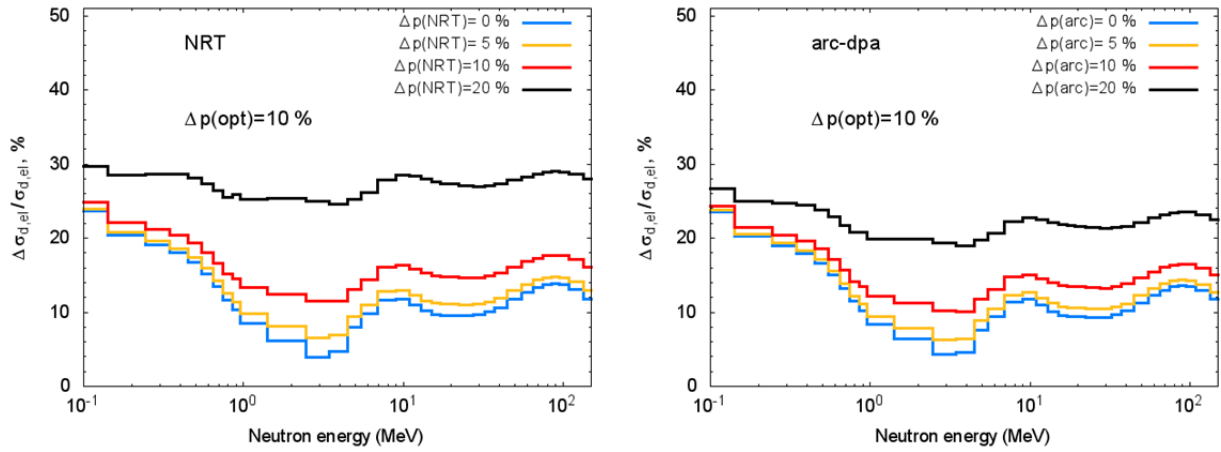 50
40
30
20
10
0
Δσd,el/σd,el, %
NRT
Δp(NRT)= 0 %
Δp(NRT)= 5 %
Δp(NRT)=10 %
Δp(NRT)=20 %
Δp(opt)=10 %
10-1
100
101
102
Neutron energy (MeV)
50
40
30
20
10
0
Δσd,el/σd,el, %
arc-dpa
Δp(arc)= 0 %
Δp(arc)= 5 %
Δp(arc)=10 %
Δp(arc)=20 %
Δp(opt)=10 %
10-1
100
101
102
Neutron energy (MeV)